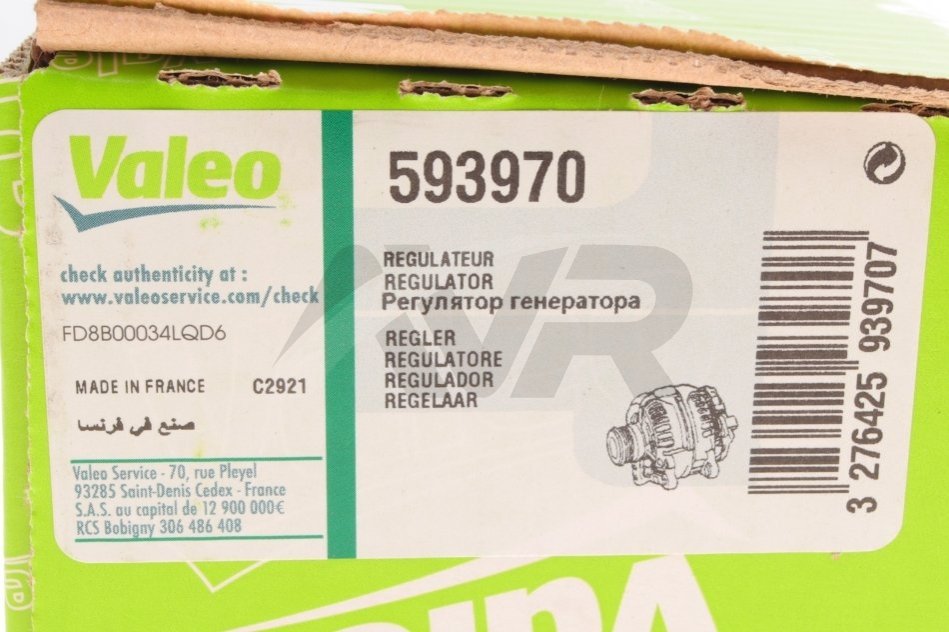 Valeo
check authenticity at :
www.valeoservice.com/check
FD8B00034LQD6
MADE IN FRANCE C2921
صنع في فرنسا
Valeo Service - 70, rue Pleyel
93285 Saint-Denis Cedex - France
S.A.S. au capital de 12 900 000€
RCS Bobigny 306 486 408
593970
REGULATEUR
REGULATOR
Регулятор генератора
REGLER
REGULATORE
REGULADOR
REGELAAR
3 276425 939707
VR
Valeo